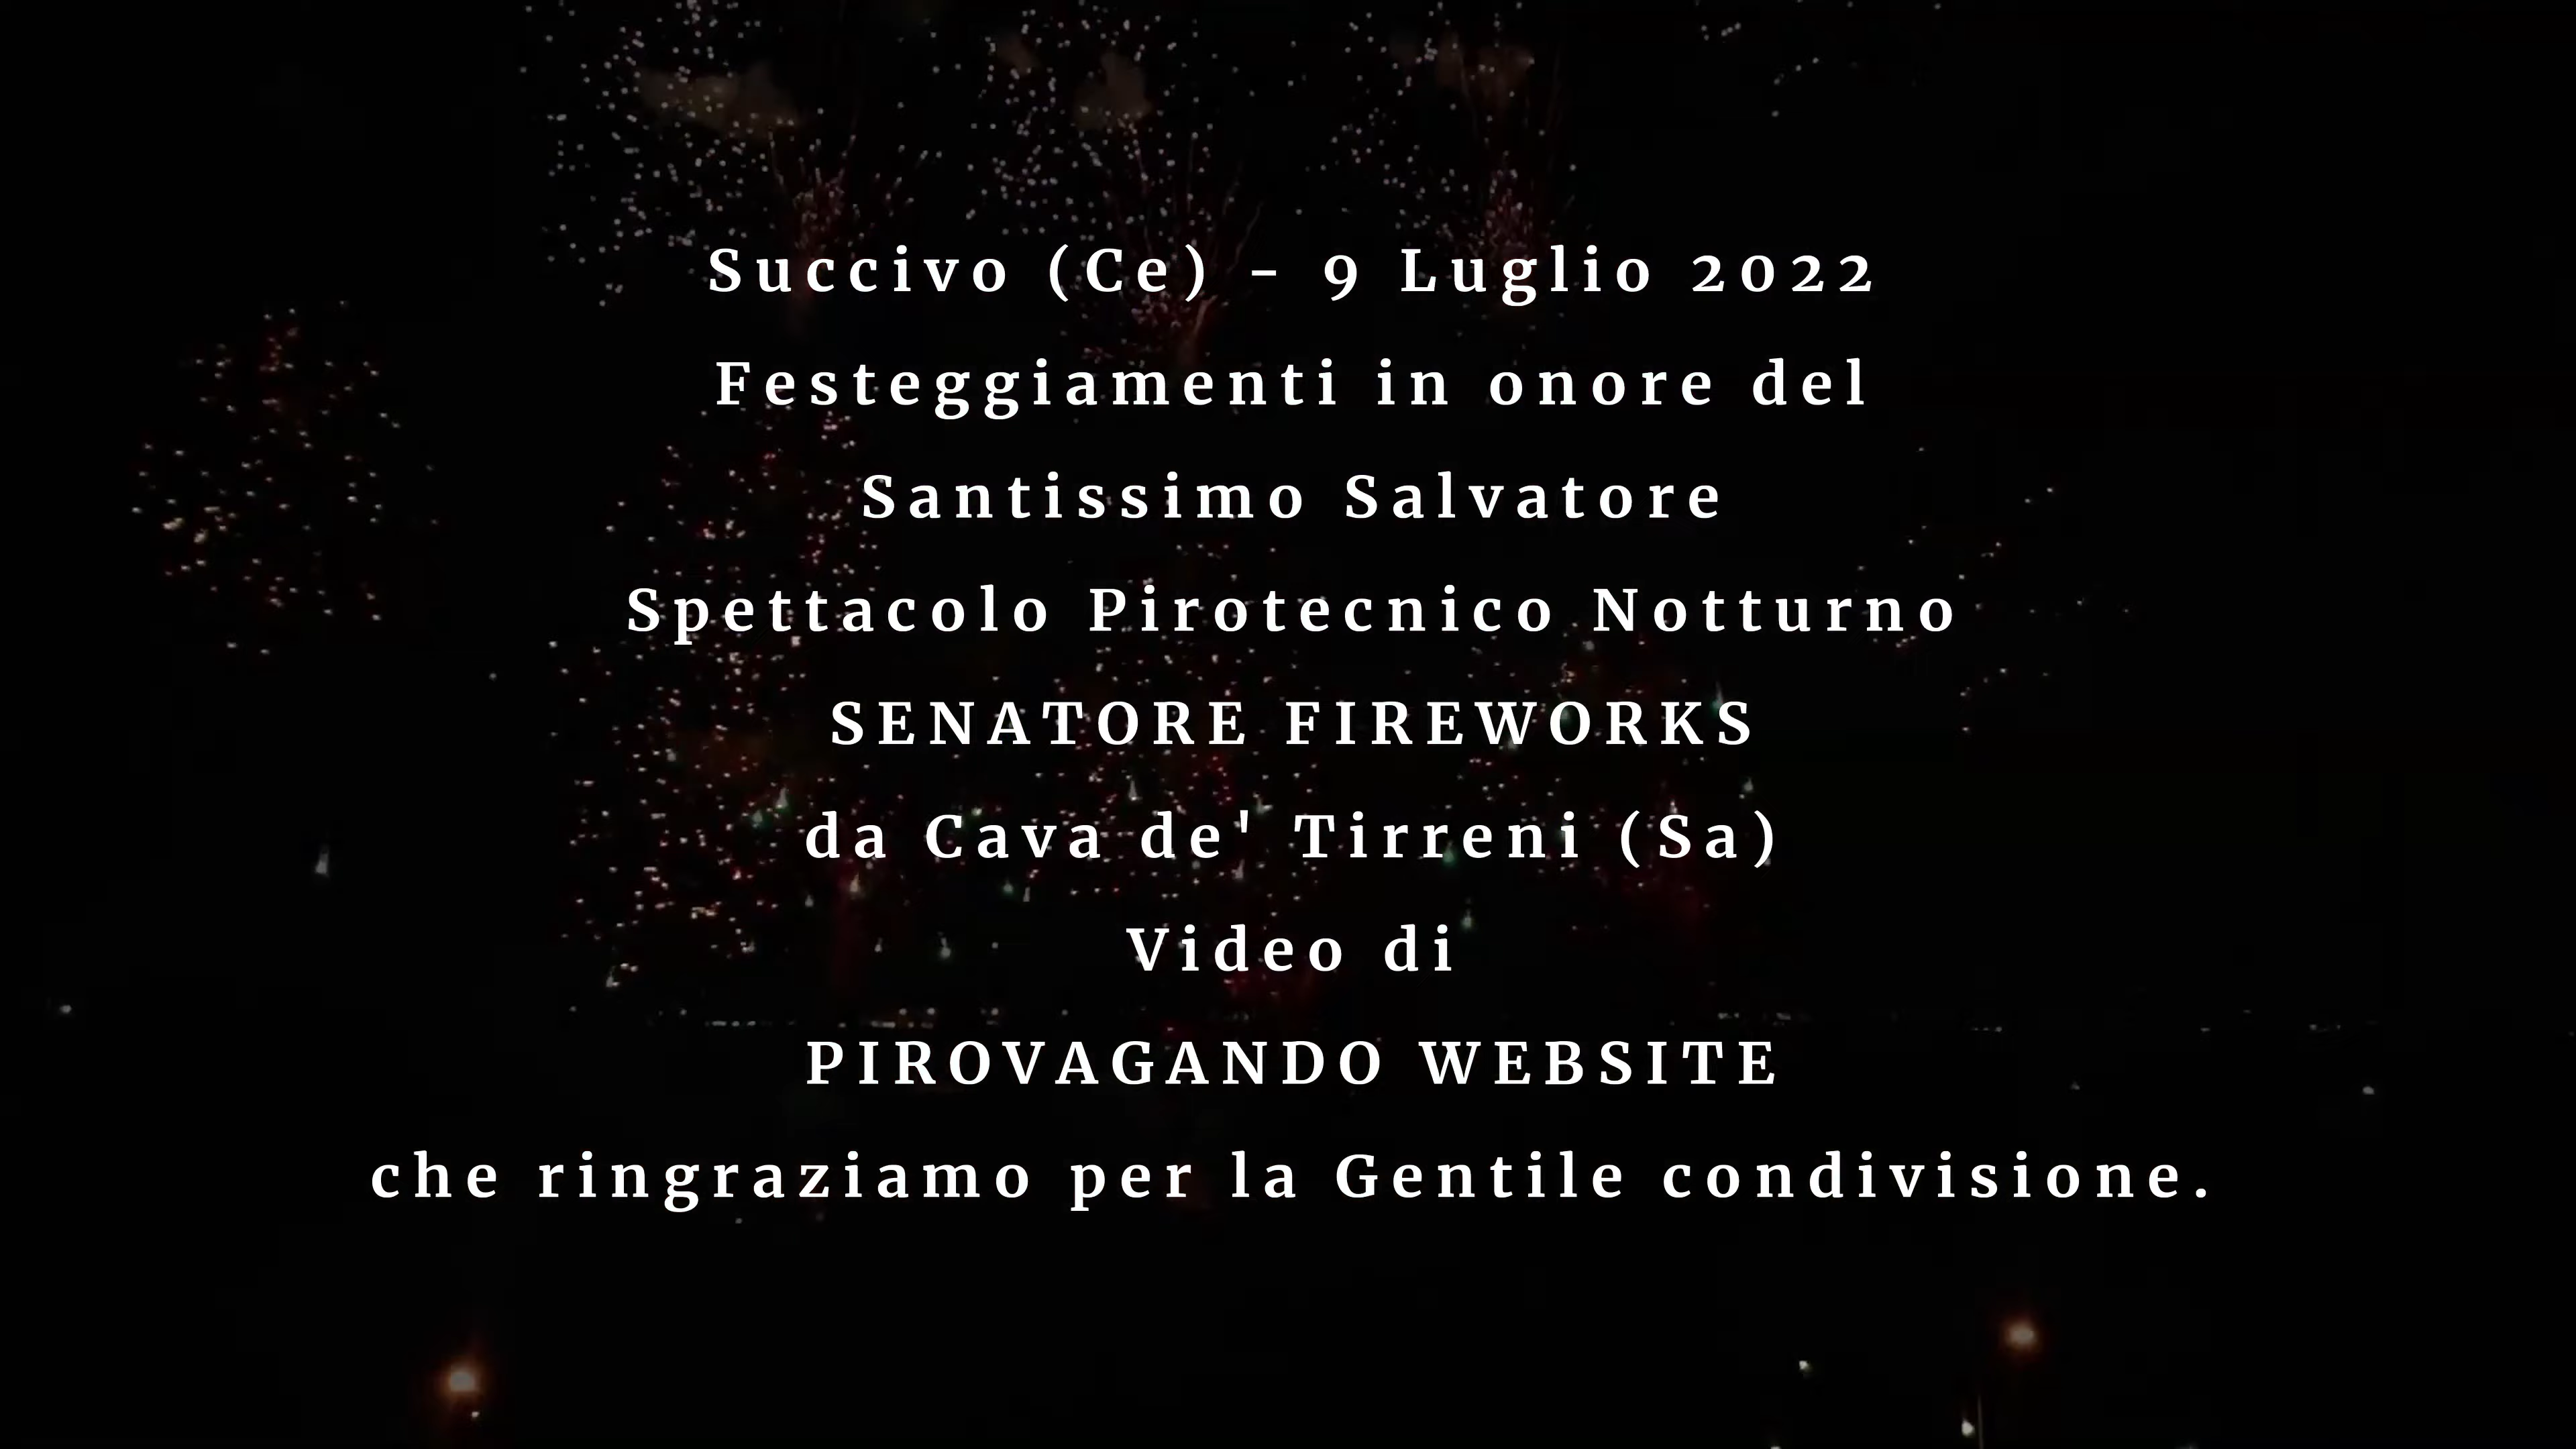 Succivo (Ce) - 9 Luglio 2022
Festeggiamenti in onore del
Santissimo Salvatore
Spettacolo Pirotecnico Notturno
SENATORE FIREWORKS
da Cava de' Tirreni (Sa)
Video di
PIROVAGANDO WEBSITE
che ringraziamo per la Gentile condivisione.